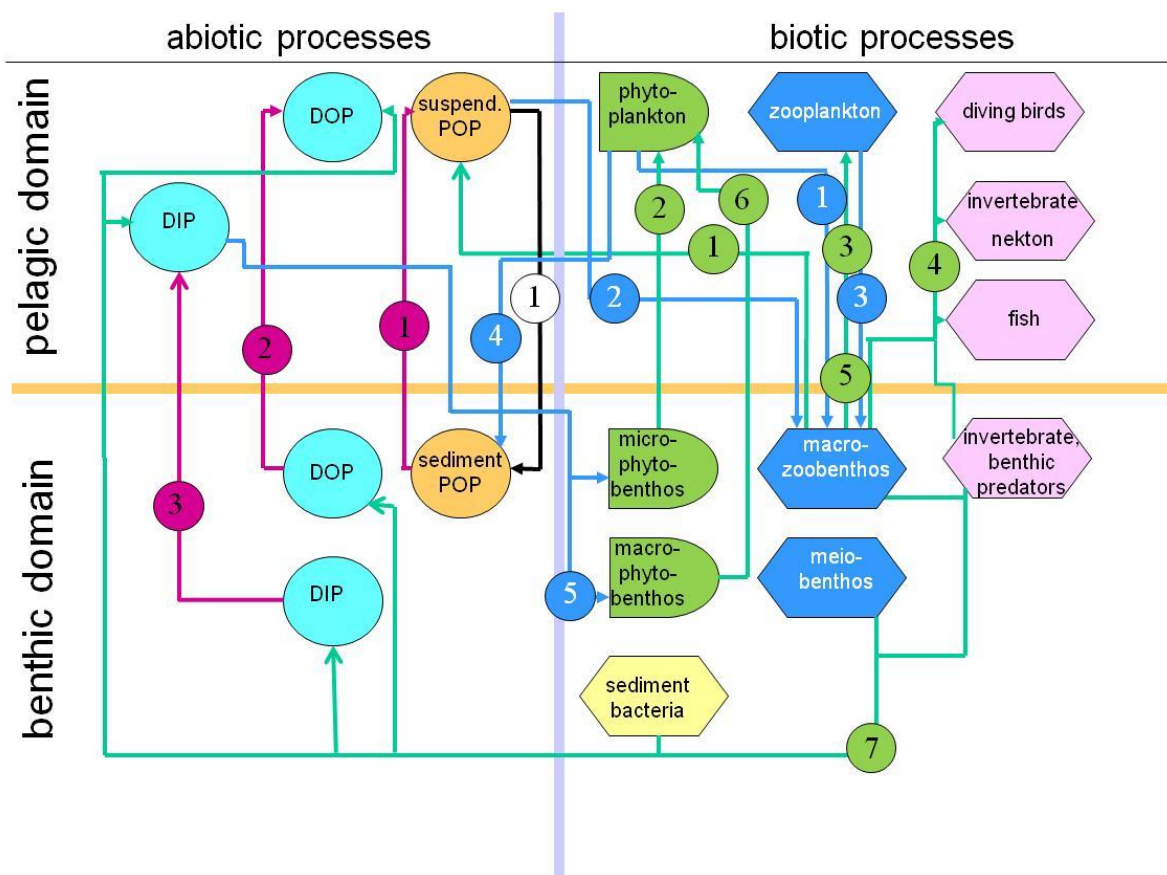 abiotic processes
biotic processes
pelagic domain
benthic domain
DOP
suspend.
POP
phyto-
plankton
zooplankton
diving birds
DIP
invertebrate
nekton
fish
2
6
1
1
3
4
1
2
3
4
1
2
5
DOP
sediment
POP
micro-
phyto-
benthos
macro-
zoobenthos
invertebrate,
benthic
predators
3
DIP
5
macro-
phyto-
benthos
meio-
benthos
sediment
bacteria
7